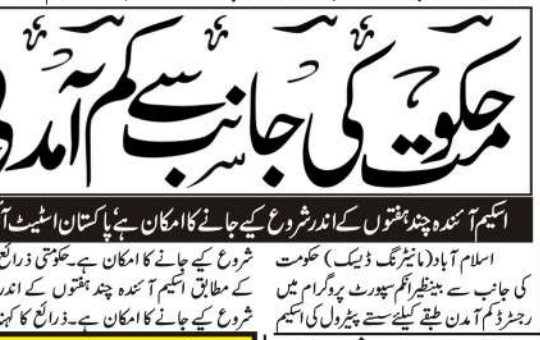 حکومت کی جانب سے کم آمدنی
اسکیم آئندہ چند ہفتوں کے اندر شروع کیے جانے کا امکان ہے، پاکستان اسٹیٹ آئ
اسلام آباد(مانیٹرنگ ڈیسک) حکومت
کی جانب سے بینظیر انکم سپورٹ پروگرام میں
رجسٹرڈ کم آمدن طبقے کیلئے سستے پیٹرول کی اسکیم
شروع کیے جانے کا امکان ہے۔حکومتی ذرائع
کے مطابق اسکیم آئندہ چند ہفتوں کے اندر
شروع کیے جانے کا امکان ہے۔ذرائع کا کہنا